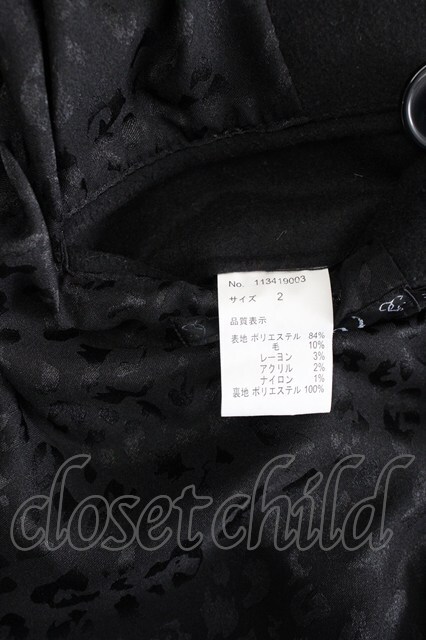 No. 113419003
サイズ 2
品質表示
表地 ポリエステル 84%
毛 10%
レーヨン 3%
アクリル 2%
ナイロン 1%
裏地 ポリエステル 100%
closet child